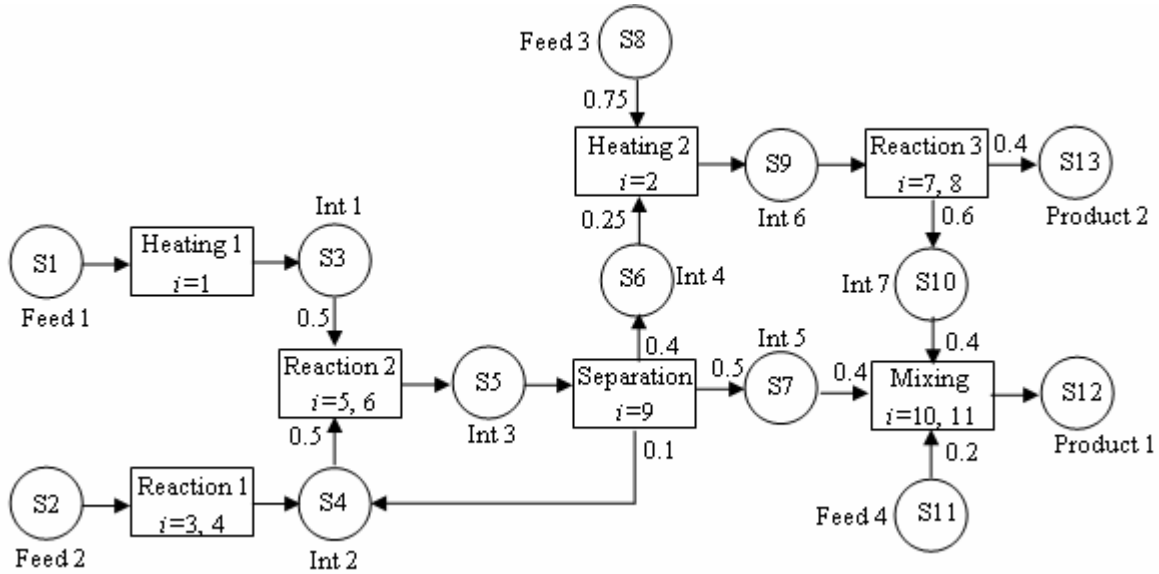 S8
Feed 3
0.75
Heating 2
i=2
S9
Int 6
Reaction 3
i=7, 8
0.4
S13
Product 2
0.6
0.25
S6
Int 4
S10
Int 7
Int 1
S1
Feed 1
Heating 1
i=1
S3
0.5
Reaction 2
i=5, 6
0.5
S5
Int 3
0.4
Separation
i=9
0.5
0.1
Int 5
S7
0.4
0.4
Mixing
i=10, 11
S12
Product 1
0.2
S11
Feed 4
S2
Feed 2
Reaction 1
i=3, 4
S4
Int 2